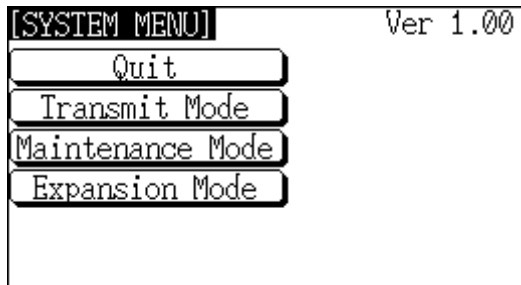 [SYSTEM MENU] Ver 1.00
Quit
Transmit Mode
Maintenance Mode
Expansion Mode